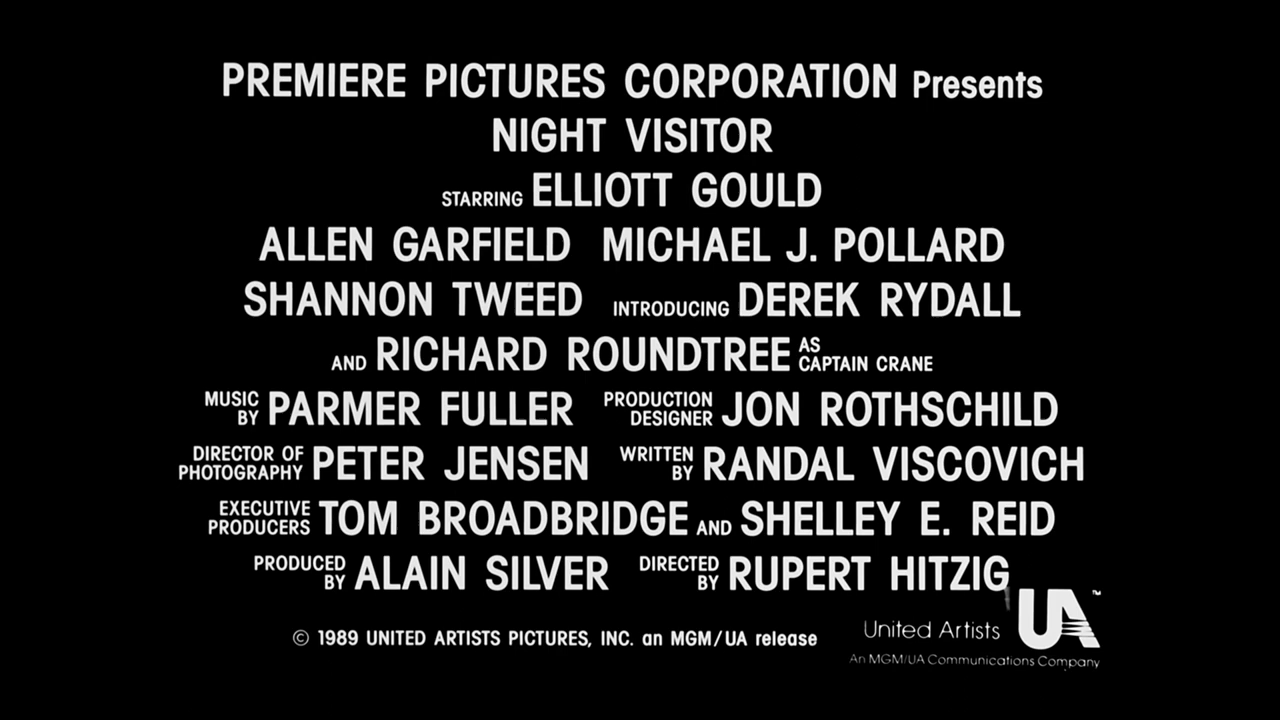 PREMIERE PICTURES CORPORATION Presents
NIGHT VISITOR
STARRING ELLIOTT GOULD
ALLEN GARFIELD MICHAEL J. POLLARD
SHANNON TWEED INTRODUCING DEREK RYDALL
AND RICHARD ROUNDTREE AS CAPTAIN CRANE
MUSIC BY PARMER FULLER PRODUCTION DESIGNER JON ROTHSCHILD
DIRECTOR OF PHOTOGRAPHY PETER JENSEN WRITTEN BY RANDAL VISCOVICH
EXECUTIVE PRODUCERS TOM BROADBRIDGE AND SHELLEY E. REID
PRODUCED BY ALAIN SILVER DIRECTED BY RUPERT HITZIG
© 1989 UNITED ARTISTS PICTURES, INC. an MGM/UA release
United Artists UA™
An MGM/UA Communications Company